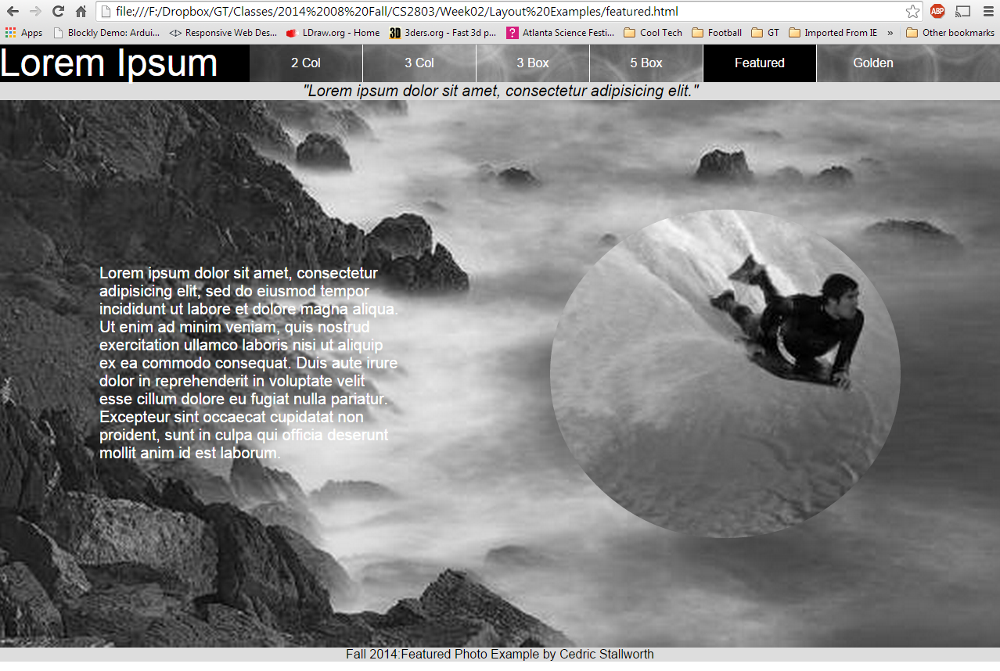 file:///F:/Dropbox/GT/Classes/2014%2008%20Fall/CS2803/Week02/Layout%20Examples/featured.html
ABP
Apps Blockly Demo: Arduí... Responsive Web Des... LDraw.org - Home 3D 3ders.org - Fast 3d p... ? Atlanta Science Festi... Cool Tech Football GT Imported From IE » Other bookmarks
Lorem Ipsum 2 Col 3 Col 3 Box 5 Box Featured Golden
"Lorem ipsum dolor sit amet, consectetur adipisicing elit."
Lorem ipsum dolor sit amet, consectetur
adipisicing elit, sed do eiusmod tempor
incididunt ut labore et dolore magna aliqua.
Ut enim ad minim veniam, quis nostrud
exercitation ullamco laboris nisi ut aliquip
ex ea commodo consequat. Duis aute irure
dolor in reprehenderit in voluptate velit
esse cillum dolore eu fugiat nulla pariatur.
Excepteur sint occaecat cupidatat non
proident, sunt in culpa qui officia deserunt
mollit anim id est laborum.
Fall 2014:Featured Photo Example by Cedric Stallworth